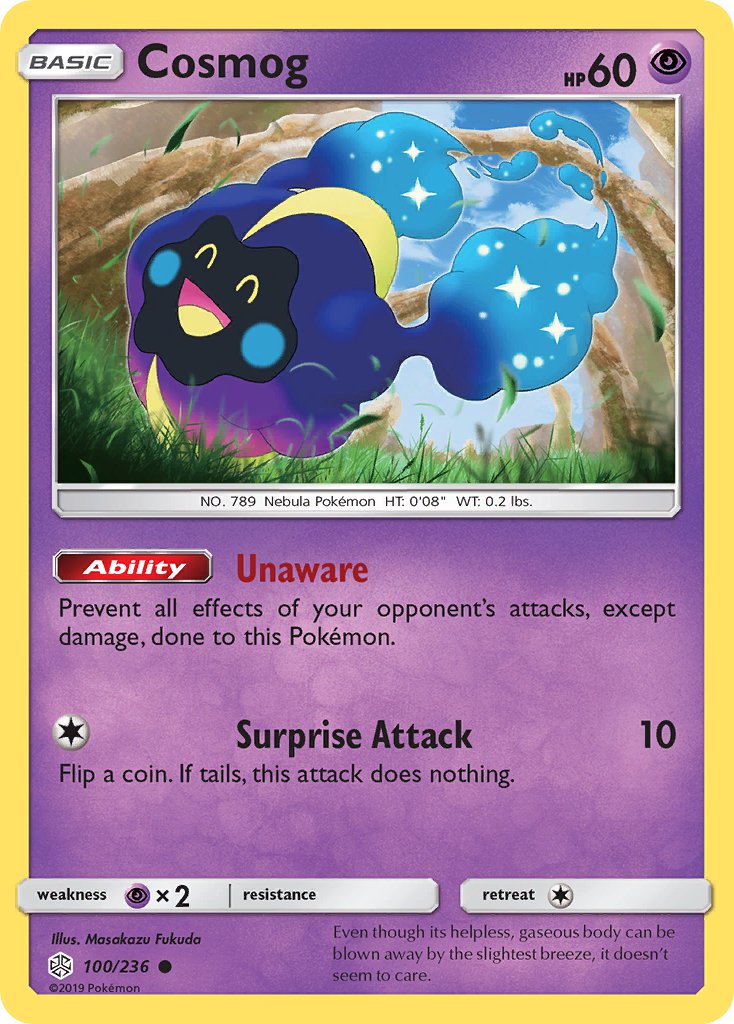 BASIC Cosmog HP60
NO. 789 Nebula Pokémon HT: 0'08" WT: 0.2 lbs.
Ability Unaware
Prevent all effects of your opponent's attacks, except
damage, done to this Pokémon.
Surprise Attack 10
Flip a coin. If tails, this attack does nothing.
weakness ×2 resistance retreat
Illus. Masakazu Fukuda
100/236
©2019 Pokémon
Even though its helpless, gaseous body can be
blown away by the slightest breeze, it doesn't
seem to care.